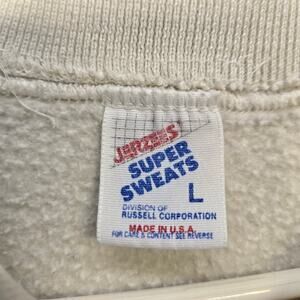 JERZEES
SUPER
SWEATS
L
DIVISION OF
RUSSELL CORPORATION
MADE IN U.S.A.
FOR CARE & CONTENT SEE REVERSE